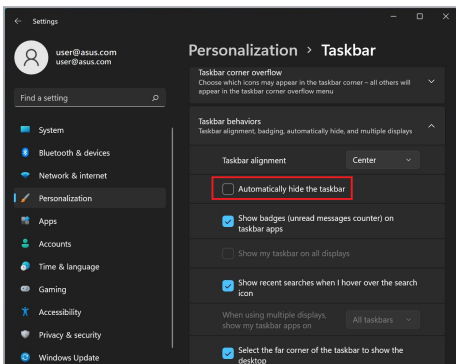 Settings
user@asus.com
user@asus.com
Find a setting
System
Bluetooth & devices
Network & internet
Personalization
Apps
Accounts
Time & language
Gaming
Accessibility
Privacy & security
Windows Update
Personalization > Taskbar
Taskbar corner overflow
Choose which icons may appear in the taskbar corner – all others will
appear in the taskbar corner overflow menu
Taskbar behaviors
Taskbar alignment, badging, automatically hide, and multiple displays
Taskbar alignment
Center
Automatically hide the taskbar
Show badges (unread messages counter) on
taskbar apps
Show my taskbar on all displays
Show recent searches when I hover over the search
icon
When using multiple displays,
show my taskbar apps on
All taskbars
Select the far corner of the taskbar to show the
desktop